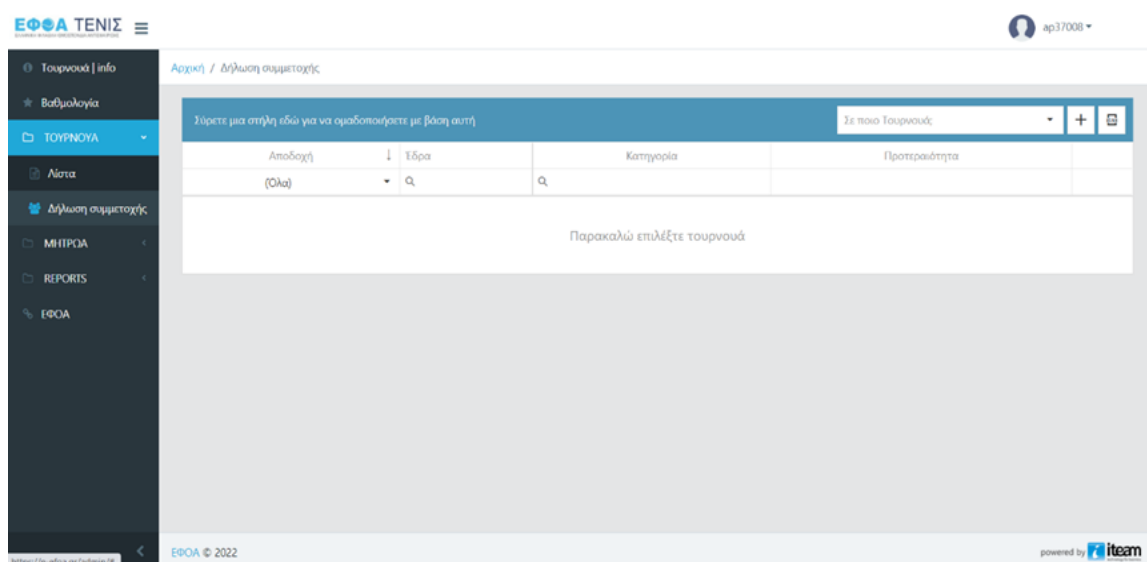 ΕΦΟΑ ΤΕΝΙΣ
ap37008
Τουρνουά | info
Αρχική / Δήλωση συμμετοχής
Βαθμολογία
Σύρετε μια στήλη εδώ για να ομαδοποιήσετε με βάση αυτή
Σε ποιο Τουρνουά;
ΤΟΥΡΝΟΥΑ
Αποδοχή
Έδρα
Κατηγορία
Προτεραιότητα
Λίστα
(Όλα)
Δήλωση συμμετοχής
Παρακαλώ επιλέξτε τουρνουά
ΜΗΤΡΩΑ
REPORTS
ΕΦΟΑ
ΕΦΟΑ © 2022
powered by iteam